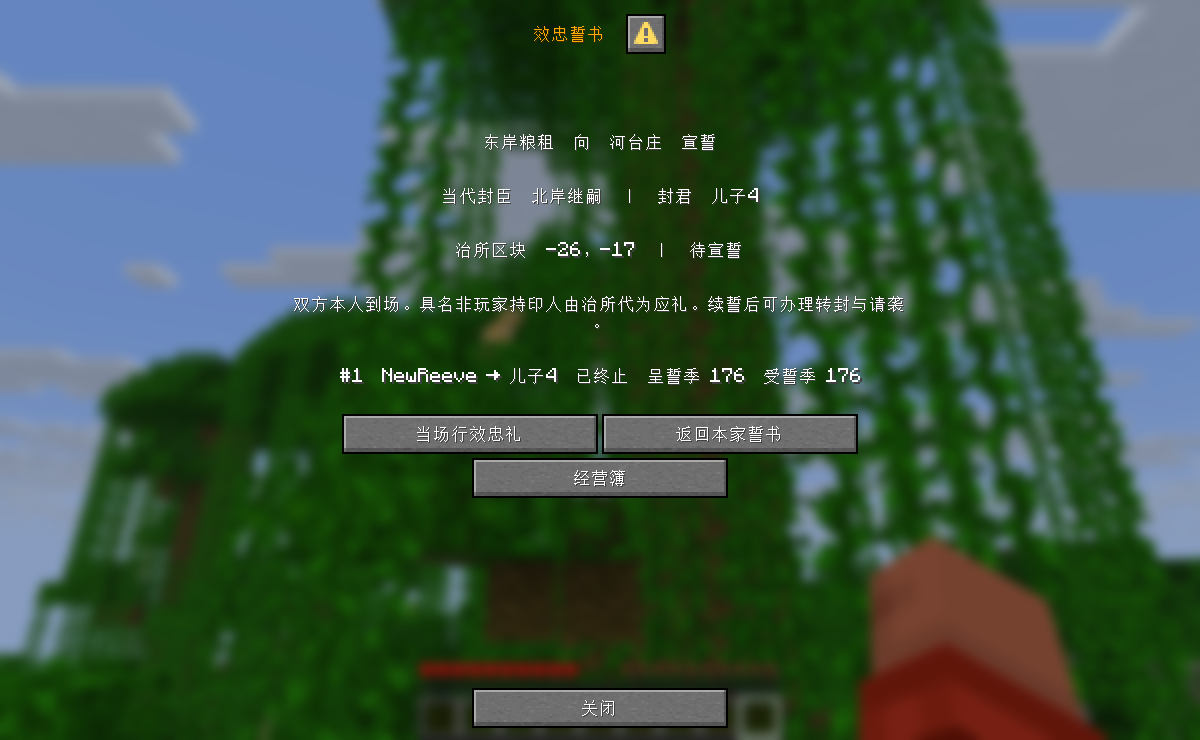 效忠誓书
东岸粮租 向 河台庄 宣誓
当代封臣 北岸继嗣 | 封君 儿子4
治所区块 -26, -17 | 待宣誓
双方本人到场。具名非玩家持印人由治所代为应礼。续誓后可办理转封与请袭
。
#1 NewReeve → 儿子4 已终止 呈誓季 176 受誓季 176
当场行效忠礼 返回本家誓书
经营簿
关闭